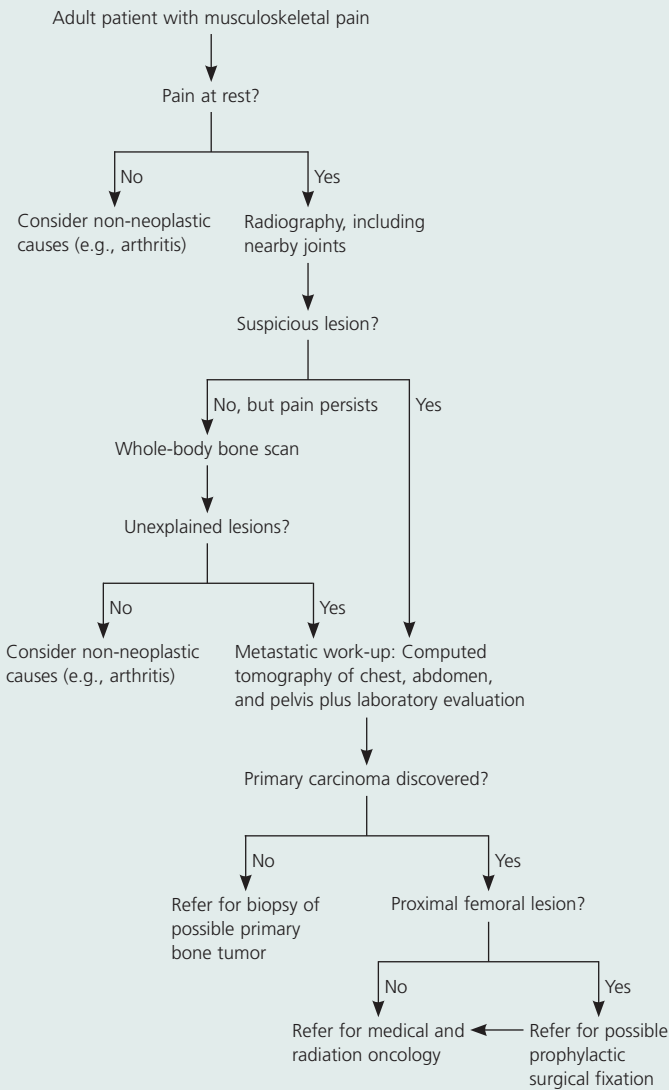 Adult patient with musculoskeletal pain
Pain at rest?
No
Yes
Consider non-neoplastic
causes (e.g., arthritis)
Radiography, including
nearby joints
Suspicious lesion?
No, but pain persists
Yes
Whole-body bone scan
Unexplained lesions?
No
Yes
Consider non-neoplastic
causes (e.g., arthritis)
Metastatic work-up: Computed
tomography of chest, abdomen,
and pelvis plus laboratory evaluation
Primary carcinoma discovered?
No
Yes
Refer for biopsy of
possible primary
bone tumor
Proximal femoral lesion?
No
Yes
Refer for medical and
radiation oncology
Refer for possible
prophylactic
surgical fixation